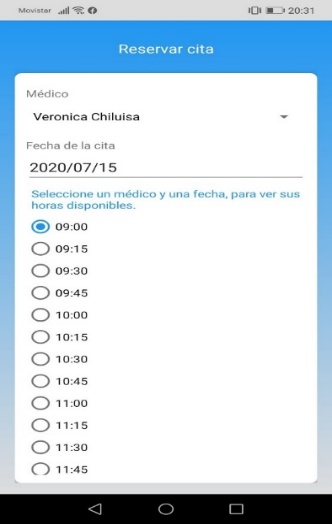 Movistar 20:31
Reservar cita
Médico
Veronica Chiluisa
Fecha de la cita
2020/07/15
Seleccione un médico y una fecha, para ver sus
horas disponibles.
09:00
09:15
09:30
09:45
10:00
10:15
10:30
10:45
11:00
11:15
11:30
11:45